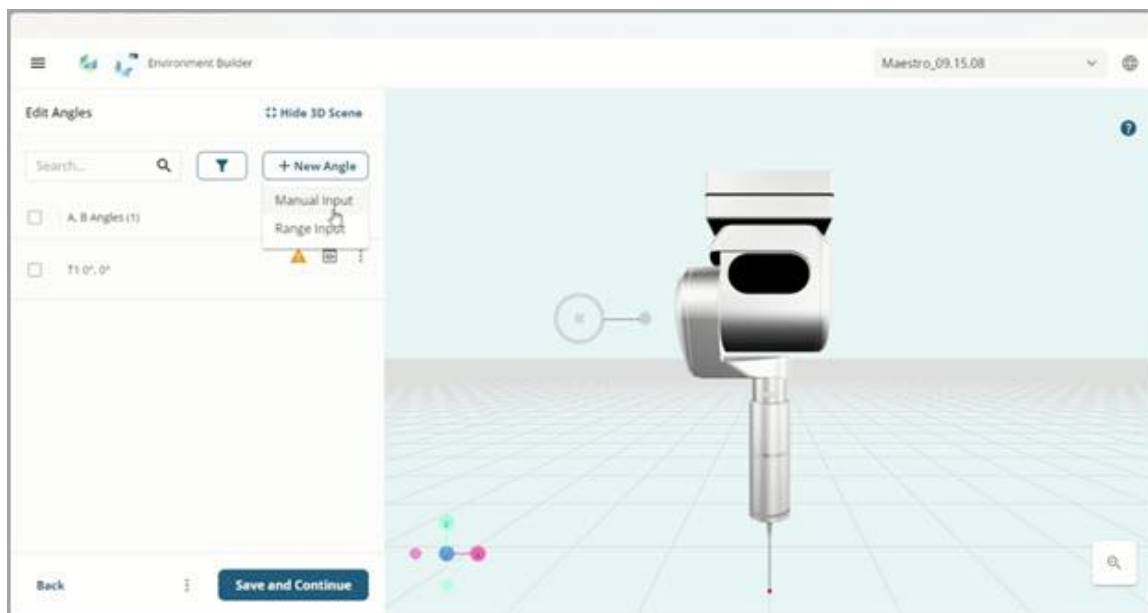 Environment Builder
Maestro_09.15.08
Edit Angles
Hide 3D Scene
Search...
+ New Angle
Manual Input
Range Input
A, B Angles (1)
T1 0°, 0°
Back
Save and Continue